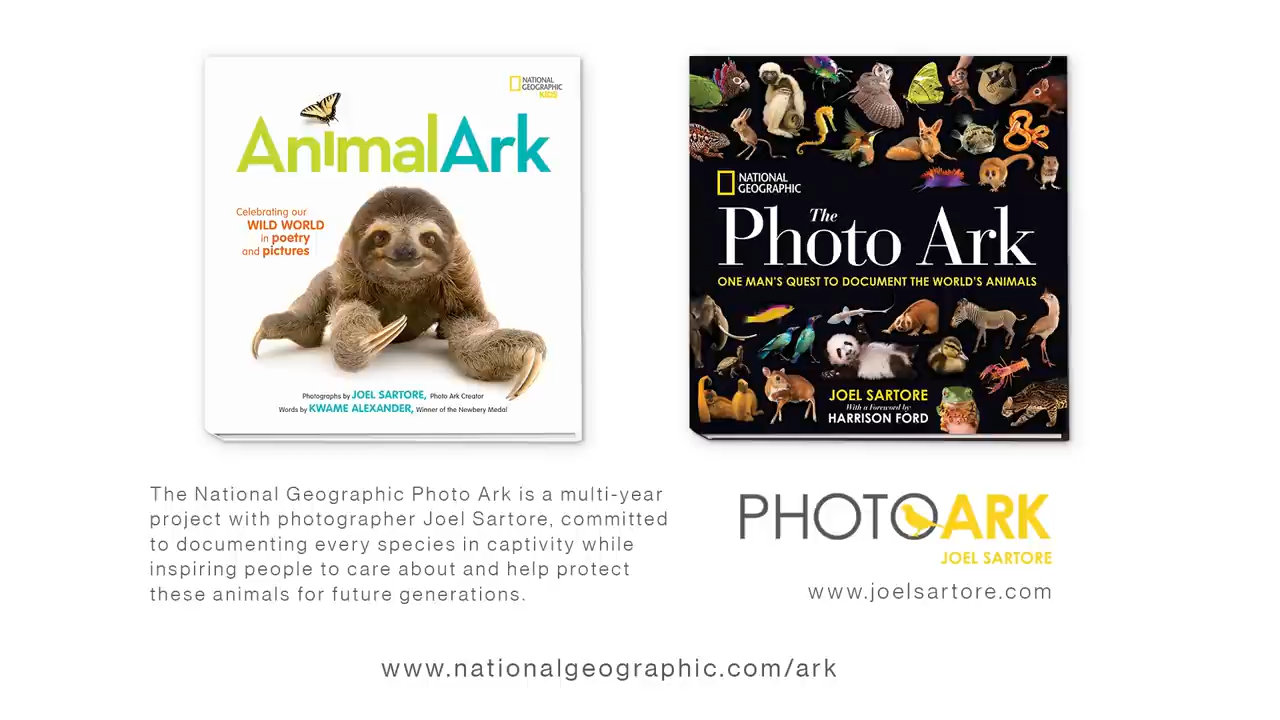 NATIONAL
GEOGRAPHIC
KIDS
AnimalArk
Celebrating our
WILD WORLD
in poetry
and pictures
Photographs by JOEL SARTORE, Photo Ark Creator
Words by KWAME ALEXANDER, Winner of the Newbery Medal
NATIONAL
GEOGRAPHIC
The
Photo Ark
ONE MAN'S QUEST TO DOCUMENT THE WORLD'S ANIMALS
JOEL SARTORE
With a Foreword by
HARRISON FORD
The National Geographic Photo Ark is a multi-year
project with photographer Joel Sartore, committed
to documenting every species in captivity while
inspiring people to care about and help protect
these animals for future generations.
PHOTOARK
JOEL SARTORE
www.joelsartore.com
www.nationalgeographic.com/ark